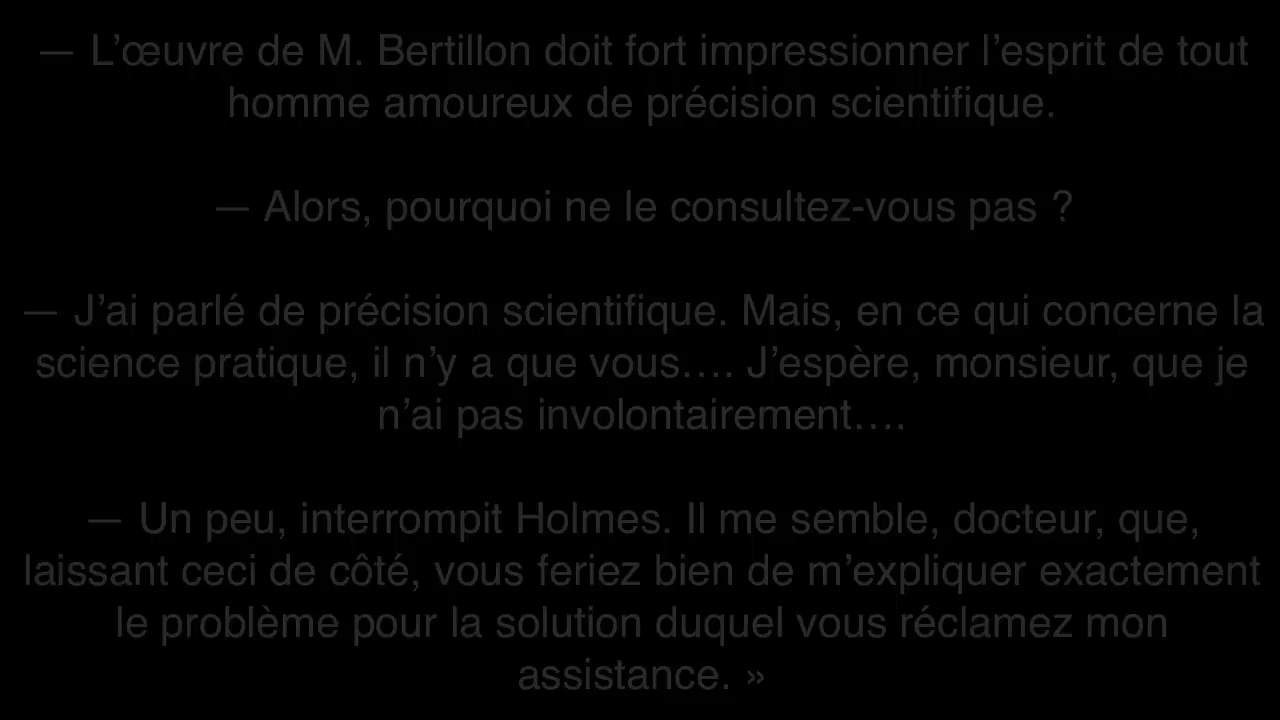 — L’œuvre de M. Bertillon doit fort impressionner l’esprit de tout
homme amoureux de précision scientifique.
— Alors, pourquoi ne le consultez-vous pas ?
— J’ai parlé de précision scientifique. Mais, en ce qui concerne la
science pratique, il n’y a que vous…. J’espère, monsieur, que je
n’ai pas involontairement….
— Un peu, interrompit Holmes. Il me semble, docteur, que,
laissant ceci de côté, vous feriez bien de m’expliquer exactement
le problème pour la solution duquel vous réclamez mon
assistance. »